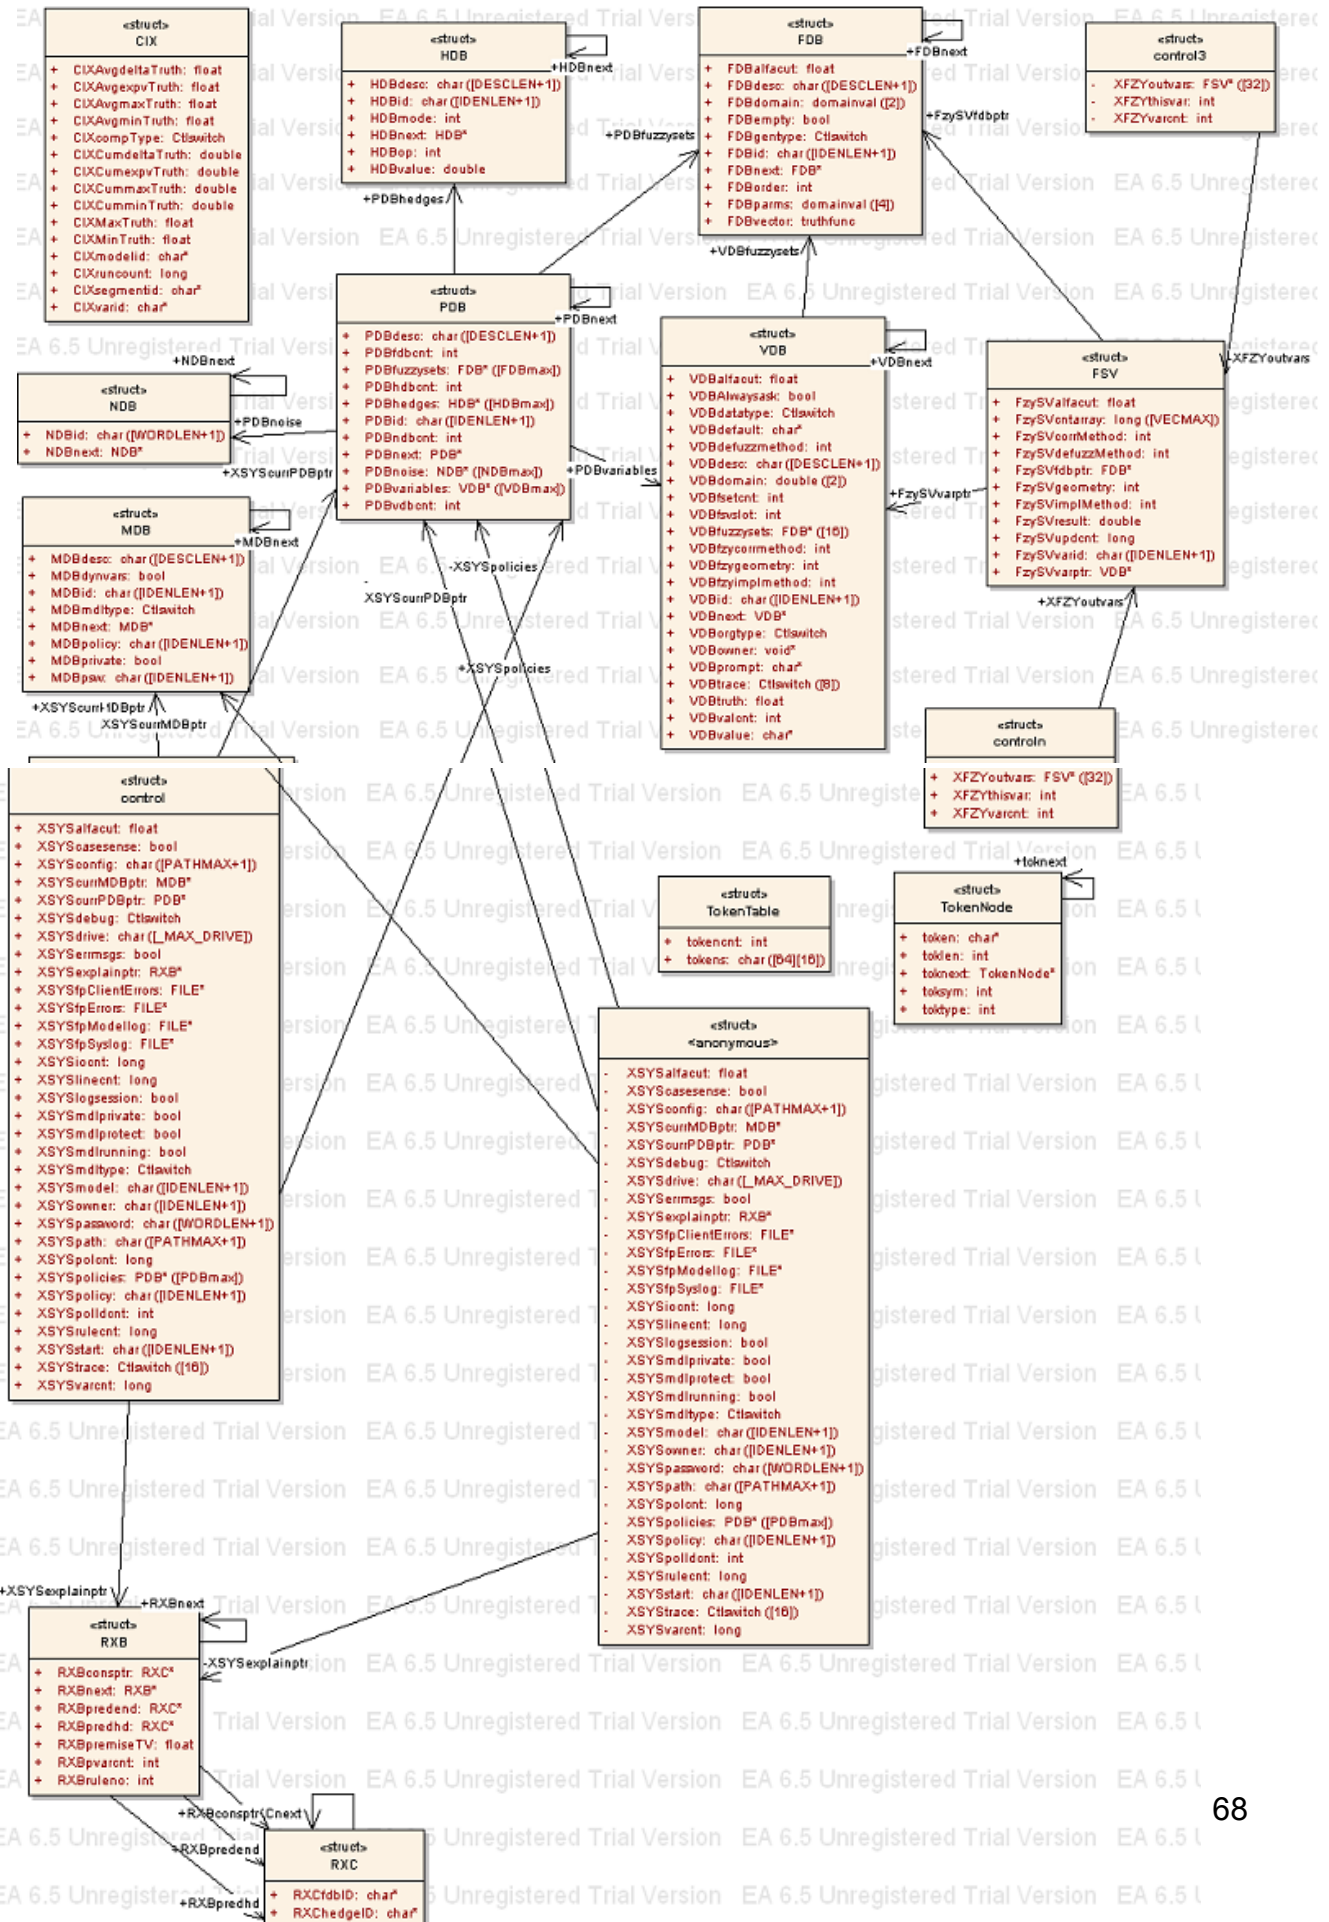 «struct»
CIX
+ CIXAvgdeltaTruth: float
+ CIXAvgexpvTruth: float
+ CIXAvgmaxTruth: float
+ CIXAvgminTruth: float
+ CIXcompType: Ctlswitch
+ CIXCumdeltaTruth: double
+ CIXCumexpvTruth: double
+ CIXCummaxTruth: double
+ CIXCumminTruth: double
+ CIXMaxTruth: float
+ CIXMinTruth: float
+ CIXmodelid: char*
+ CIXruncount: long
+ CIXsegmentid: char*
+ CIXvarid: char*
«struct»
HDB
+ HDBdesc: char ([DESCLEN+1])
+ HDBid: char ([IDENLEN+1])
+ HDBmode: int
+ HDBnext: HDB*
+ HDBop: int
+ HDBvalue: double
+HDBnext
+PDBhedges
«struct»
FDB
+ FDBalfacut: float
+ FDBdesc: char ([DESCLEN+1])
+ FDBdomain: domainval ([2])
+ FDBempty: bool
+ FDBgentype: Ctlswitch
+ FDBid: char ([IDENLEN+1])
+ FDBnext: FDB*
+ FDBorder: int
+ FDBparms: domainval ([4])
+ FDBvector: truthfunc
+FDBnext
+PDBfuzzysets
+FzySVfdbptr
+VDBfuzzysets
«struct»
control3
- XFZYoutvars: FSV* ([32])
- XFZYthisvar: int
- XFZYvarcnt: int
«struct»
PDB
+ PDBdesc: char ([DESCLEN+1])
+ PDBfdbcnt: int
+ PDBfuzzysets: FDB* ([FDBmax])
+ PDBhdbcnt: int
+ PDBhedges: HDB* ([HDBmax])
+ PDBid: char ([IDENLEN+1])
+ PDBndbcnt: int
+ PDBnext: PDB*
+ PDBnoise: NDB* ([NDBmax])
+ PDBvariables: VDB* ([VDBmax])
+ PDBvdbcnt: int
+PDBnext
+PDBvariables
«struct»
VDB
+ VDBalfacut: float
+ VDBAlwaysask: bool
+ VDBdatatype: Ctlswitch
+ VDBdefault: char*
+ VDBdefuzzmethod: int
+ VDBdesc: char ([DESCLEN+1])
+ VDBdomain: double ([2])
+ VDBfsetcnt: int
+ VDBfsvslot: int
+ VDBfuzzysets: FDB* ([16])
+ VDBfzycorrmethod: int
+ VDBfzygeometry: int
+ VDBfzyimplmethod: int
+ VDBid: char ([IDENLEN+1])
+ VDBnext: VDB*
+ VDBorgtype: Ctlswitch
+ VDBowner: void*
+ VDBprompt: char*
+ VDBtrace: Ctlswitch ([8])
+ VDBtruth: float
+ VDBvalcnt: int
+ VDBvalue: char*
+VDBnext
+FzySVvarptr
«struct»
FSV
+ FzySValfacut: float
+ FzySVcntarray: long ([VECMAX])
+ FzySVcorrMethod: int
+ FzySVdefuzzMethod: int
+ FzySVfdbptr: FDB*
+ FzySVgeometry: int
+ FzySVimplMethod: int
+ FzySVresult: double
+ FzySVupdcnt: long
+ FzySVvarid: char ([IDENLEN+1])
+ FzySVvarptr: VDB*
-XFZYoutvars
+XFZYoutvars
+NDBnext
«struct»
NDB
+ NDBid: char ([WORDLEN+1])
+ NDBnext: NDB*
+PDBnoise
+XSYScurrPDBptr
«struct»
MDB
+ MDBdesc: char ([DESCLEN+1])
+ MDBdynvars: bool
+ MDBid: char ([IDENLEN+1])
+ MDBmdltype: Ctlswitch
+ MDBnext: MDB*
+ MDBpolicy: char ([IDENLEN+1])
+ MDBprivate: bool
+ MDBpsw: char ([IDENLEN+1])
+MDBnext
-XSYSpolicies
-
XSYScurrPDBptr
+XSYSpolicies
+XSYScurrMDBptr
XSYScurrMDBptr
«struct»
controln
+ XFZYoutvars: FSV* ([32])
+ XFZYthisvar: int
+ XFZYvarcnt: int
«struct»
control
+ XSYSalfacut: float
+ XSYScasesense: bool
+ XSYSconfig: char ([PATHMAX+1])
+ XSYScurrMDBptr: MDB*
+ XSYScurrPDBptr: PDB*
+ XSYSdebug: Ctlswitch
+ XSYSdrive: char ([_MAX_DRIVE])
+ XSYSerrmsgs: bool
+ XSYSexplainptr: RXB*
+ XSYSfpClientErrors: FILE*
+ XSYSfpErrors: FILE*
+ XSYSfpModellog: FILE*
+ XSYSfpSyslog: FILE*
+ XSYSiocnt: long
+ XSYSlinecnt: long
+ XSYSlogsession: bool
+ XSYSmdlprivate: bool
+ XSYSmdlprotect: bool
+ XSYSmdlrunning: bool
+ XSYSmdltype: Ctlswitch
+ XSYSmodel: char ([IDENLEN+1])
+ XSYSowner: char ([IDENLEN+1])
+ XSYSpassword: char ([WORDLEN+1])
+ XSYSpath: char ([PATHMAX+1])
+ XSYSpolcnt: long
+ XSYSpolicies: PDB* ([PDBmax])
+ XSYSpolicy: char ([IDENLEN+1])
+ XSYSpolldcnt: int
+ XSYSrulecnt: long
+ XSYSstart: char ([IDENLEN+1])
+ XSYStrace: Ctlswitch ([16])
+ XSYSvarcnt: long
«struct»
TokenTable
+ tokencnt: int
+ tokens: char ([64][16])
+toknext
«struct»
TokenNode
+ token: char*
+ toklen: int
+ toknext: TokenNode*
+ toksym: int
+ toktype: int
«struct»
<anonymous>
- XSYSalfacut: float
- XSYScasesense: bool
- XSYSconfig: char ([PATHMAX+1])
- XSYScurrMDBptr: MDB*
- XSYScurrPDBptr: PDB*
- XSYSdebug: Ctlswitch
- XSYSdrive: char ([_MAX_DRIVE])
- XSYSerrmsgs: bool
- XSYSexplainptr: RXB*
- XSYSfpClientErrors: FILE*
- XSYSfpErrors: FILE*
- XSYSfpModellog: FILE*
- XSYSfpSyslog: FILE*
- XSYSiocnt: long
- XSYSlinecnt: long
- XSYSlogsession: bool
- XSYSmdlprivate: bool
- XSYSmdlprotect: bool
- XSYSmdlrunning: bool
- XSYSmdltype: Ctlswitch
- XSYSmodel: char ([IDENLEN+1])
- XSYSowner: char ([IDENLEN+1])
- XSYSpassword: char ([WORDLEN+1])
- XSYSpath: char ([PATHMAX+1])
- XSYSpolcnt: long
- XSYSpolicies: PDB* ([PDBmax])
- XSYSpolicy: char ([IDENLEN+1])
- XSYSpolldcnt: int
- XSYSrulecnt: long
- XSYSstart: char ([IDENLEN+1])
- XSYStrace: Ctlswitch ([16])
- XSYSvarcnt: long
+XSYSexplainptr
+RXBnext
«struct»
RXB
+ RXBconsptr: RXC*
+ RXBnext: RXB*
+ RXBpredend: RXC*
+ RXBpredhd: RXC*
+ RXBpremiseTV: float
+ RXBpvarcnt: int
+ RXBruleno: int
-XSYSexplainptr
+RXBconsptr
Cnext
+RXBpredend
+RXBpredhd
«struct»
RXC
+ RXCfdbID: char*
+ RXChedgeID: char*
68
EA 6.5 Unregistered Trial Version